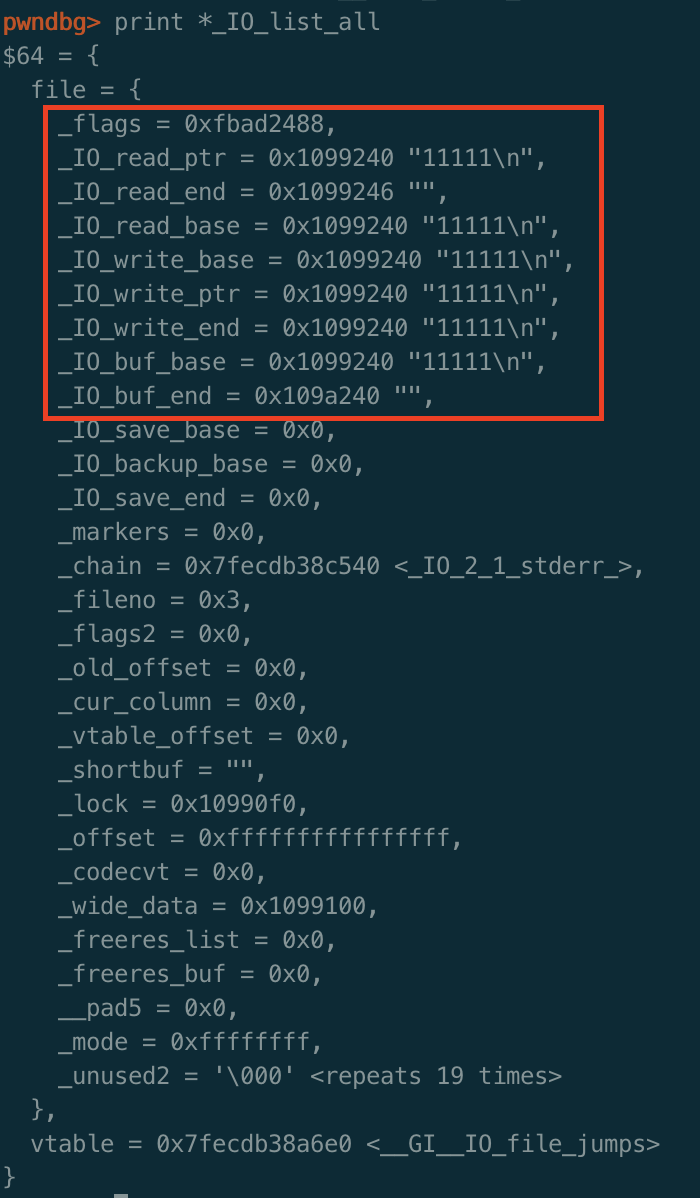 pwndbg> print *_IO_list_all
$64 = {
  file = {
    _flags = 0xfbad2488,
    _IO_read_ptr = 0x1099240 "11111\n",
    _IO_read_end = 0x1099246 "",
    _IO_read_base = 0x1099240 "11111\n",
    _IO_write_base = 0x1099240 "11111\n",
    _IO_write_ptr = 0x1099240 "11111\n",
    _IO_write_end = 0x1099240 "11111\n",
    _IO_buf_base = 0x1099240 "11111\n",
    _IO_buf_end = 0x109a240 "",
    _IO_save_base = 0x0,
    _IO_backup_base = 0x0,
    _IO_save_end = 0x0,
    _markers = 0x0,
    _chain = 0x7fecdb38c540 <_IO_2_1_stderr_>,
    _fileno = 0x3,
    _flags2 = 0x0,
    _old_offset = 0x0,
    _cur_column = 0x0,
    _vtable_offset = 0x0,
    _shortbuf = "",
    _lock = 0x10990f0,
    _offset = 0xffffffffffffffff,
    _codecvt = 0x0,
    _wide_data = 0x1099100,
    _freeres_list = 0x0,
    _freeres_buf = 0x0,
    __pad5 = 0x0,
    _mode = 0xffffffff,
    _unused2 = '\000' <repeats 19 times>
  },
  vtable = 0x7fecdb38a6e0 <__GI__IO_file_jumps>
}